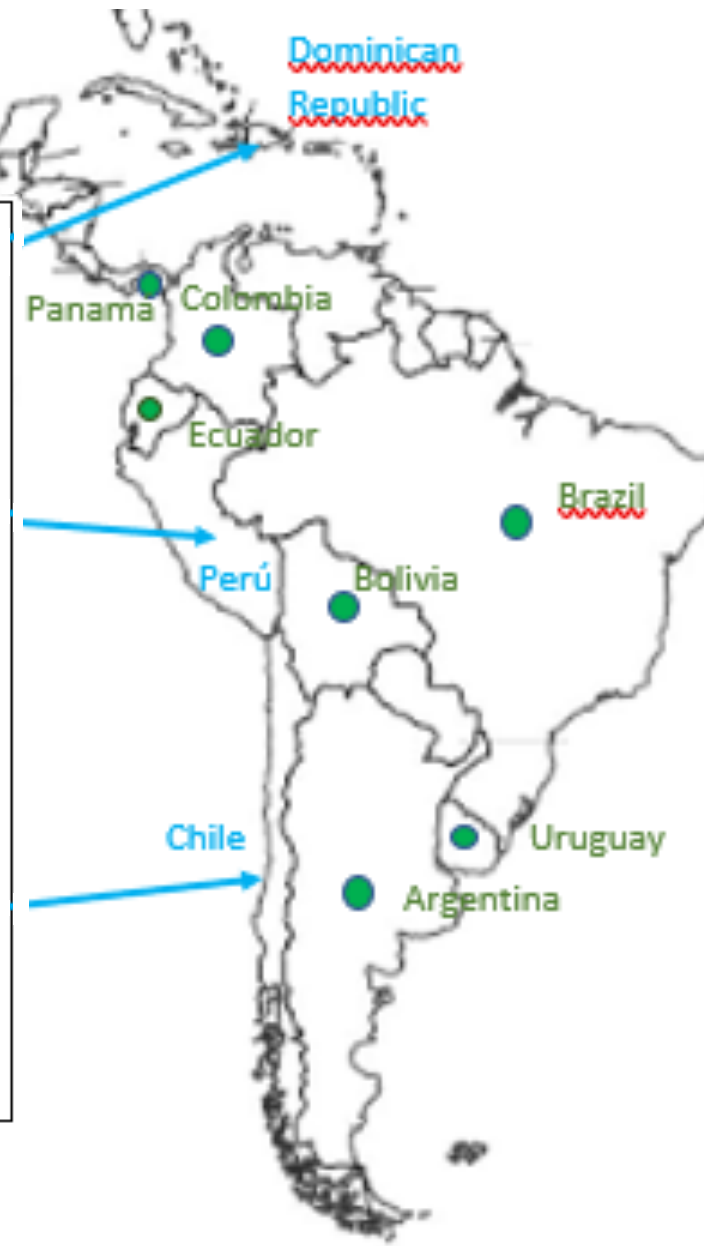 Dominican
Republic
Panama
Colombia
Ecuador
Brazil
Perú
Bolivia
Chile
Uruguay
Argentina